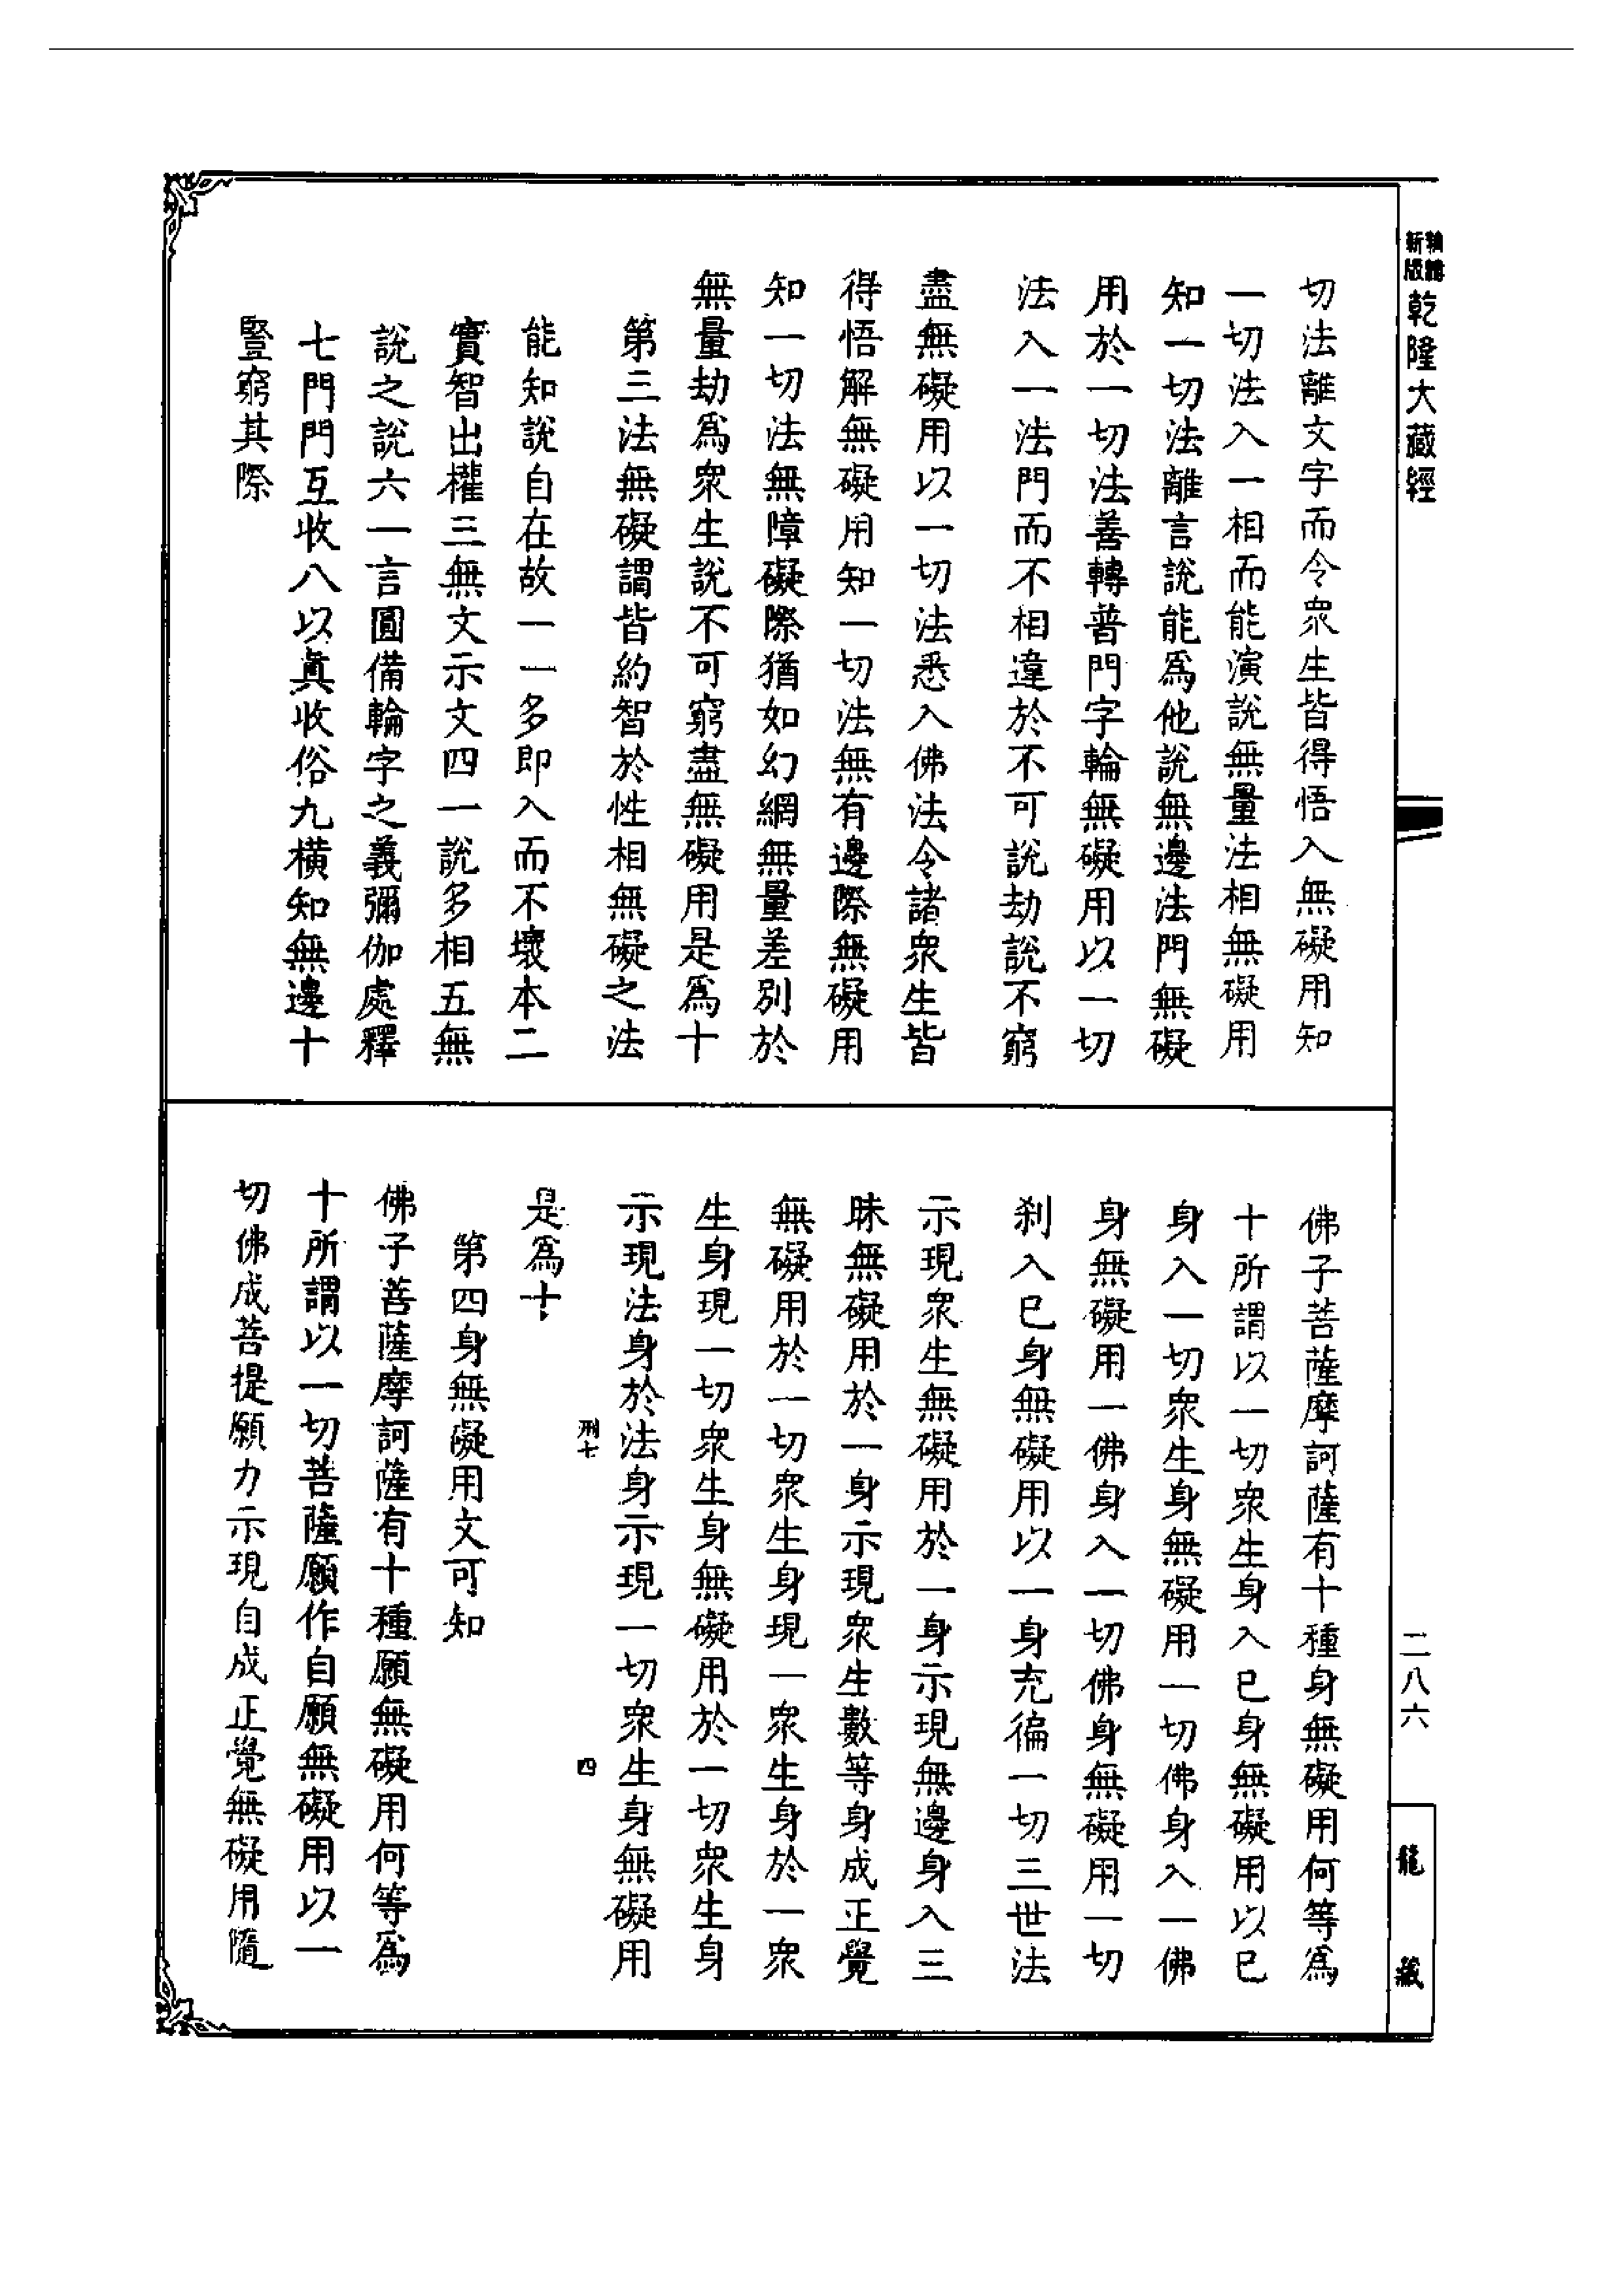 新版
乾隆大藏經
切法離文字而令衆生皆得悟入無礙用知
一切法入一相而能演說無量法相無礙用
知一切法離言說能爲他說無邊法門無礙
用於一切法善轉普門字輪無礙用以一切
法入一法門而不相違於不可說劫說不窮
盡無礙用以一切法悉入佛法令諸衆生皆
得悟解無礙用知一切法無有邊際無礙用
知一切法無障礙際猶如幻網無量差別於
無量劫爲衆生說不可窮盡無礙用是爲十
第三法無礙謂皆約智於性相無礙之法
能知說自在故一一多即入而不壞本二
實智出權三無文示文四一說多相五無
說之說六一言圓備輪字之義彌伽處釋
七門門互收八以真收俗九橫知無邊十
豎窮其際
佛子菩薩摩訶薩有十種身無礙用何等爲
十所謂以一切衆生身入已身無礙用以已
身入一切衆生身無礙用一切佛身入一佛
身無礙用一佛身入一切佛身無礙用一切
刹入已身無礙用以一身充徧一切三世法
示現衆生無礙用於一身示現無邊身入三
昧無礙用於一身示現衆生數等身成正覺
無礙用於一切衆生身現一衆生身於一衆
生身現一切衆生身無礙用於一切衆生身
示現法身於法身示現一切衆生身無礙用
刑七 四
是爲十
第四身無礙用文可知
佛子菩薩摩訶薩有十種願無礙用何等爲
十所謂以一切菩薩願作自願無礙用以一
切佛成菩提願力示現自成正覺無礙用隨
二八六
龍藏